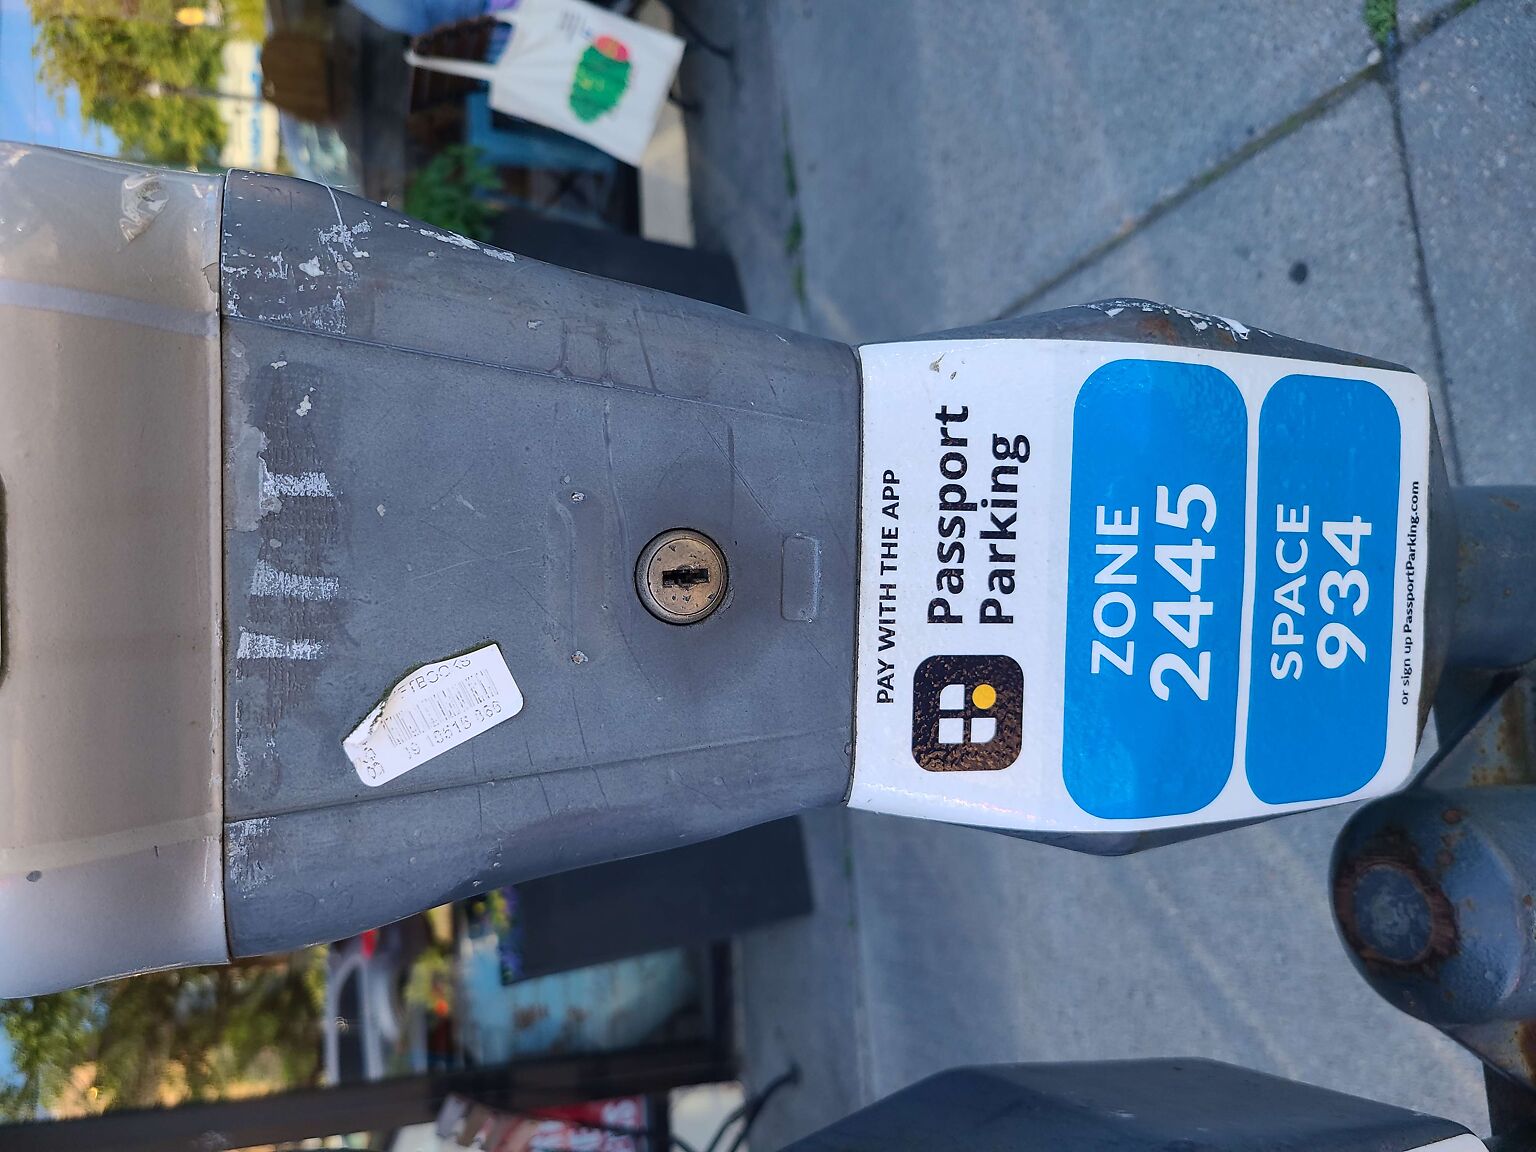 PAY WITH THE APP
Passport
Parking
ZONE
2445
SPACE
934
or sign up PassportParking.com